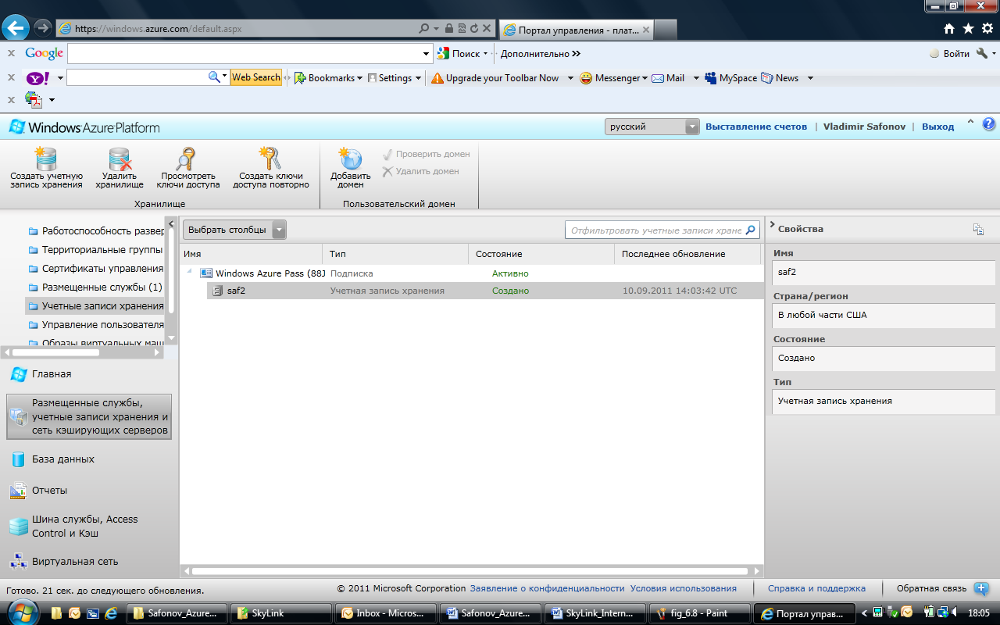 https://windows.azure.com/default.aspx
Портал управления - плат...
Google
Поиск
Дополнительно
Войти
Y!
Web Search
Bookmarks
Settings
Upgrade your Toolbar Now
Messenger
Mail
MySpace
News
Windows Azure Platform
русский
Выставление счетов
Vladimir Safonov
Выход
Создать учетную
запись хранения
Удалить
хранилище
Просмотреть
ключи доступа
Создать ключи
доступа повторно
Хранилище
Добавить
домен
Проверить домен
Удалить домен
Пользовательский домен
Работоспособность развер
Территориальные группы
Сертификаты управления
Размещенные службы (1)
Учетные записи хранения
Управление пользователя
Образы виртуальных маш
Главная
Размещенные службы,
учетные записи хранения и
сеть кэширующих серверов
База данных
Отчеты
Шина службы, Access
Control и Кэш
Виртуальная сеть
Выбрать столбцы
Отфильтровать учетные записи хране
Имя
Тип
Состояние
Последнее обновление
Windows Azure Pass (88J
Подписка
Активно
saf2
Учетная запись хранения
Создано
10.09.2011 14:03:42 UTC
Свойства
Имя
saf2
Страна/регион
В любой части США
Состояние
Создано
Тип
Учетная запись хранения
Готово. 21 сек. до следующего обновления.
© 2011 Microsoft Corporation
Заявление о конфиденциальности
Условия использования
Справка и поддержка
Обратная связь
Safonov_Azure...
SkyLink
Inbox - Micros...
Safonov_Azure...
SkyLink_Intern...
fig_6.8 - Paint
Портал управ...
18:05